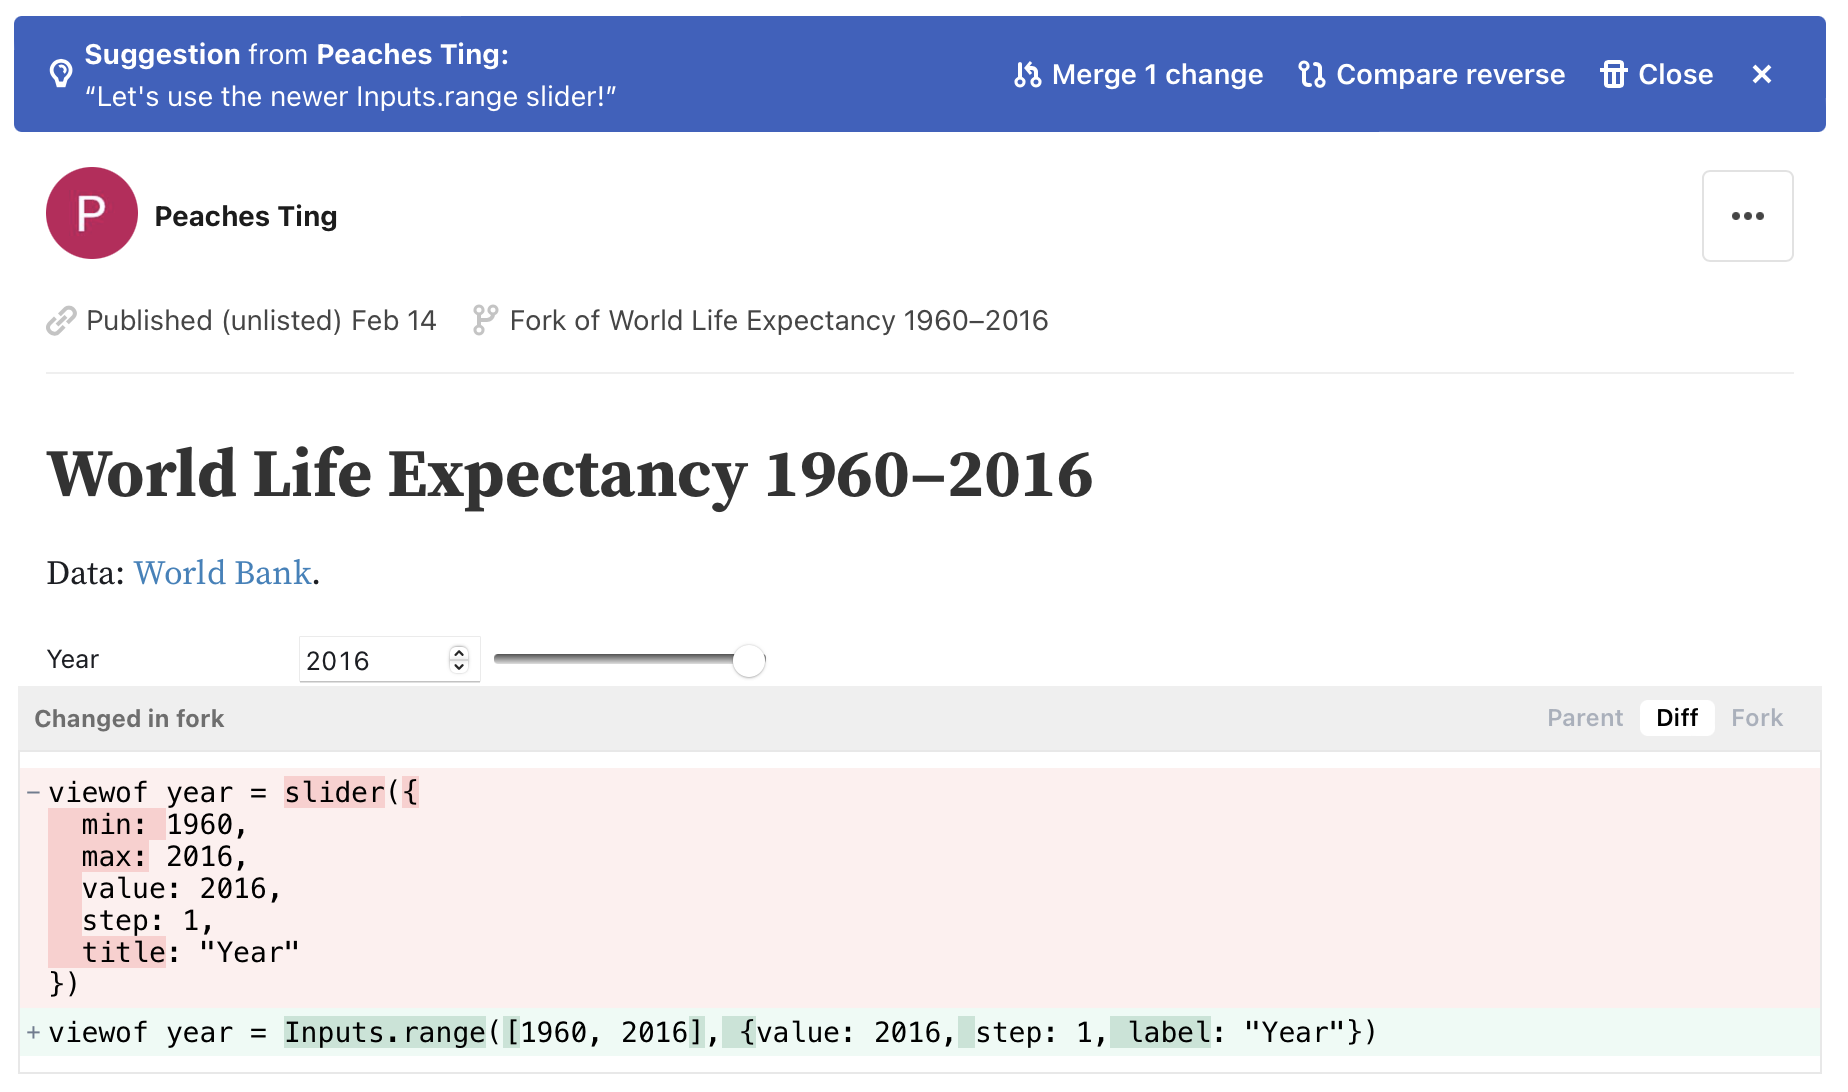 Suggestion from Peaches Ting:
“Let's use the newer Inputs.range slider!”
Merge 1 change
Compare reverse
Close
P
Peaches Ting
Published (unlisted) Feb 14
Fork of World Life Expectancy 1960–2016
World Life Expectancy 1960–2016
Data: World Bank.
Year
2016
Changed in fork
Parent
Diff
Fork
− viewof year = slider({
  min: 1960,
  max: 2016,
  value: 2016,
  step: 1,
  title: "Year"
})
+ viewof year = Inputs.range([1960, 2016], {value: 2016, step: 1, label: "Year"})